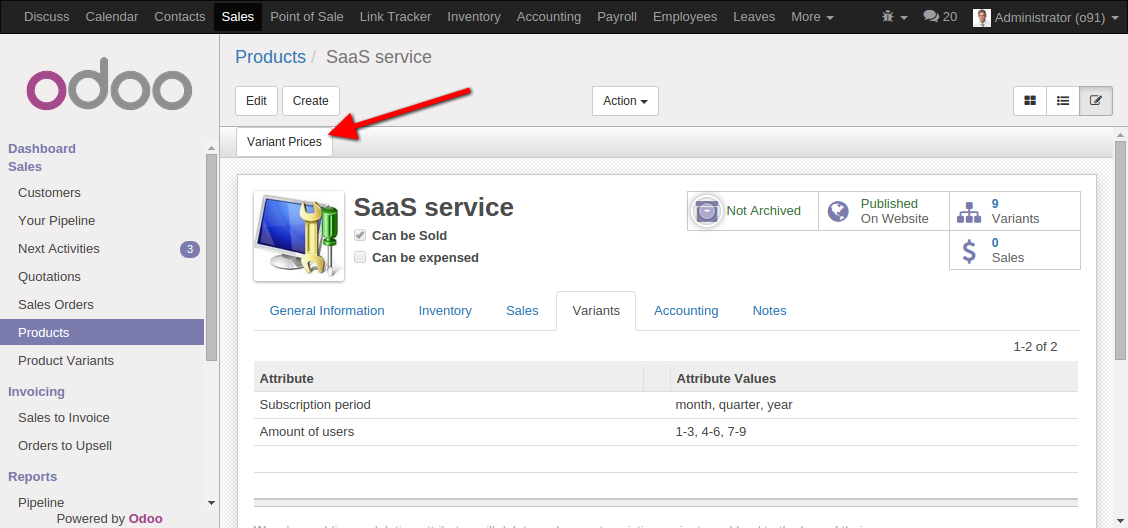 Discuss Calendar Contacts Sales Point of Sale Link Tracker Inventory Accounting Payroll Employees Leaves More 20 Administrator (o91)
odoo
Dashboard
Sales
Customers
Your Pipeline
Next Activities 3
Quotations
Sales Orders
Products
Product Variants
Invoicing
Sales to Invoice
Orders to Upsell
Reports
Pipeline
Powered by Odoo
Products / SaaS service
Edit Create Action
Variant Prices
SaaS service
Can be Sold
Can be expensed
Not Archived
Published
On Website
9
Variants
0
Sales
General Information Inventory Sales Variants Accounting Notes
1-2 of 2
Attribute Attribute Values
Subscription period month, quarter, year
Amount of users 1-3, 4-6, 7-9